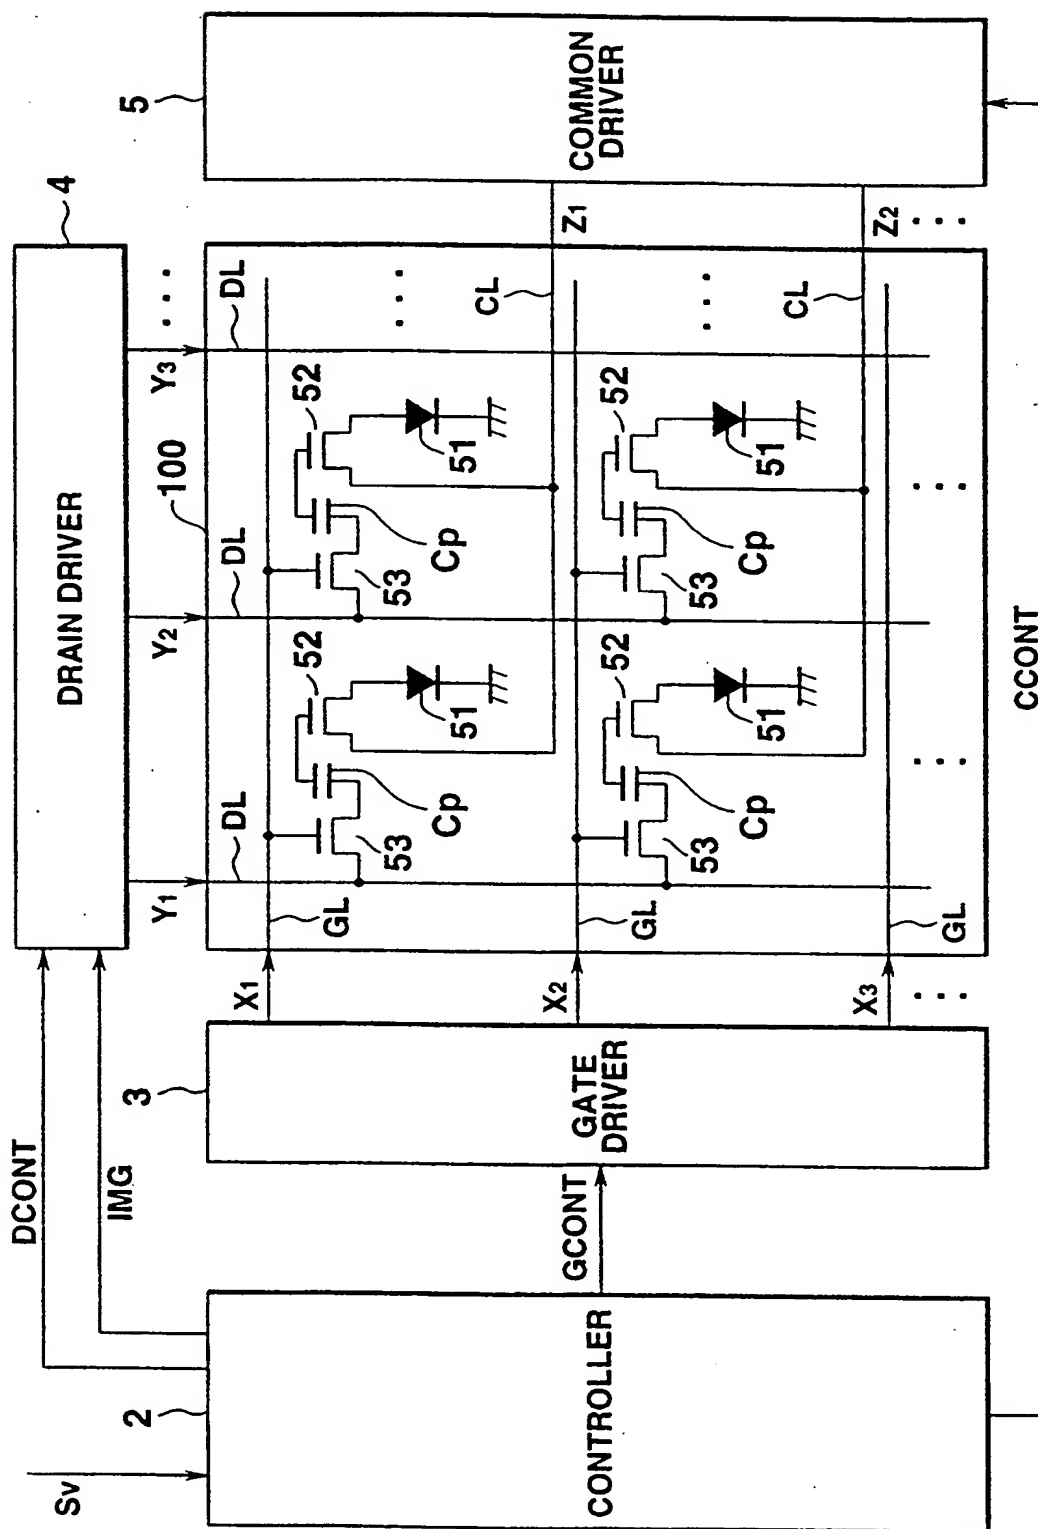 DRAIN DRIVER
4
DCONT
IMG
Y1
Y2
Y3
. . .
DL
DL
DL
100
Sv
2
CONTROLLER
GCONT
3
GATE
DRIVER
X1
X2
X3
. . .
GL
GL
GL
53
Cp
52
51
53
Cp
52
51
. . .
CL
Z1
53
Cp
52
51
53
Cp
52
51
. . .
CL
Z2
. . .
. . .
. . .
5
COMMON
DRIVER
CCONT